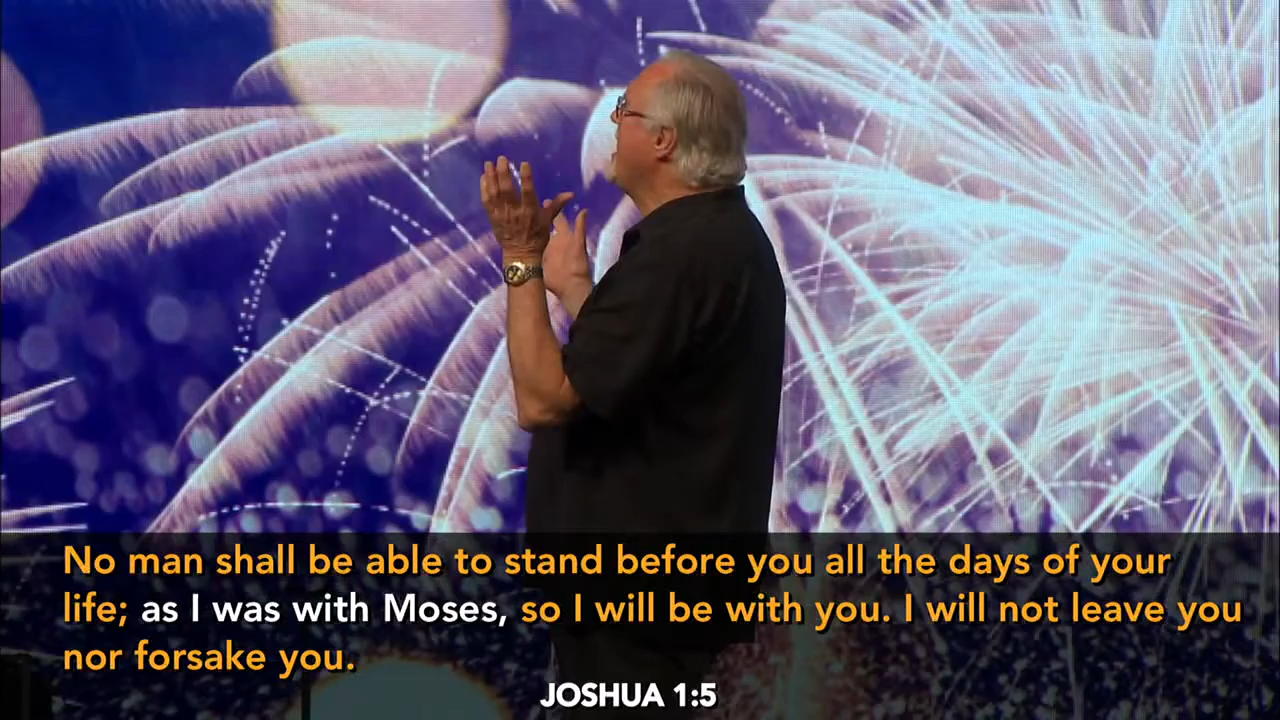 No man shall be able to stand before you all the days of your
life; as I was with Moses, so I will be with you. I will not leave you
nor forsake you.
JOSHUA 1:5